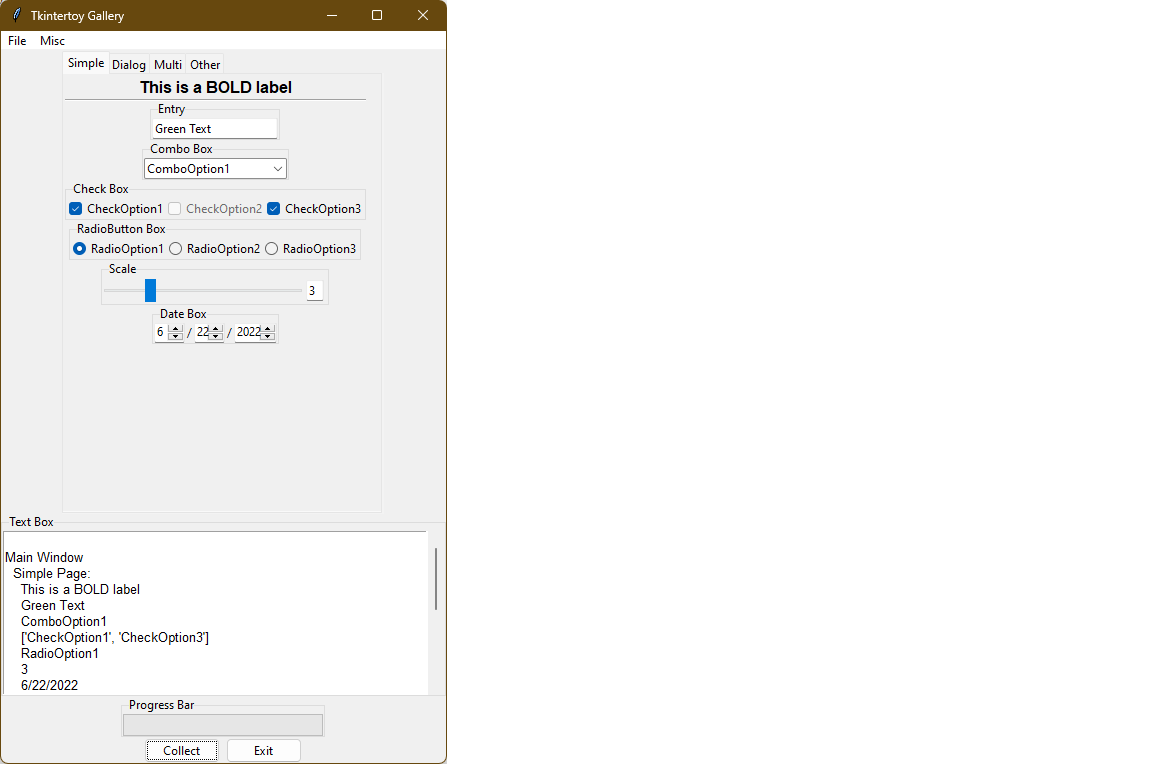 Tkintertoy Gallery
File Misc
Simple Dialog Multi Other
This is a BOLD label
Entry
Green Text
Combo Box
ComboOption1
Check Box
CheckOption1 CheckOption2 CheckOption3
RadioButton Box
RadioOption1 RadioOption2 RadioOption3
Scale
3
Date Box
6 / 22 / 2022
Text Box
Main Window
Simple Page:
This is a BOLD label
Green Text
ComboOption1
['CheckOption1', 'CheckOption3']
RadioOption1
3
6/22/2022
Progress Bar
Collect Exit